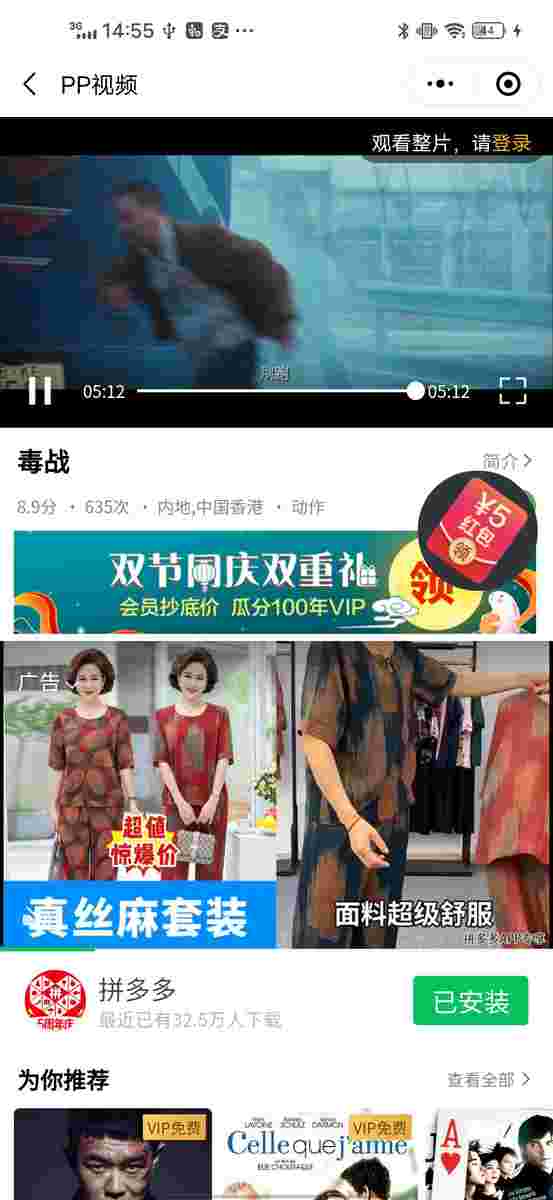 3G 14:55 44
PP视频
观看整片，请登录
05:12
05:12
毒战
简介
8.9分 · 635次 · 内地,中国香港 · 动作
¥5
红包
领
双节同庆双重礼
会员抄底价 瓜分100年VIP
领
广告
超值
惊爆价
真丝麻套装
面料超级舒服
拼多多
5周年庆
最近已有32.5万人下载
已安装
为你推荐
查看全部
VIP免费
VIP免费
Celle que j'aime
A